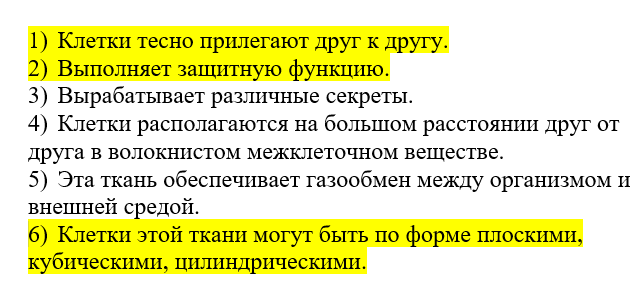 1) Клетки тесно прилегают друг к другу.
2) Выполняет защитную функцию.
3) Вырабатывает различные секреты.
4) Клетки располагаются на большом расстоянии друг от
друга в волокнистом межклеточном веществе.
5) Эта ткань обеспечивает газообмен между организмом и
внешней средой.
6) Клетки этой ткани могут быть по форме плоскими,
кубическими, цилиндрическими.